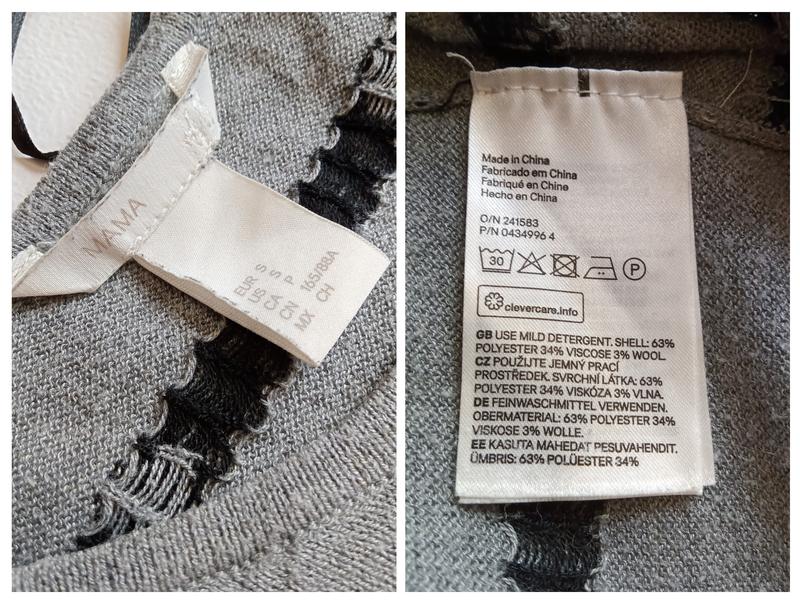 MAMA
EUR S
US S
CA P
CN 165/88A
MX CH
Made in China
Fabricado em China
Fabriqué en Chine
Hecho en China
O/N 241583
P/N 0434996 4
30
P
clevercare.info
GB USE MILD DETERGENT. SHELL: 63%
POLYESTER 34% VISCOSE 3% WOOL.
CZ POUŽIJTE JEMNÝ PRACÍ
PROSTŘEDEK. SVRCHNÍ LÁTKA: 63%
POLYESTER 34% VISKÓZA 3% VLNA.
DE FEINWASCHMITTEL VERWENDEN.
OBERMATERIAL: 63% POLYESTER 34%
VISKOSE 3% WOLLE.
EE KASUTA MAHEDAT PESUVAHENDIT.
ÜMBRIS: 63% POLÜESTER 34%